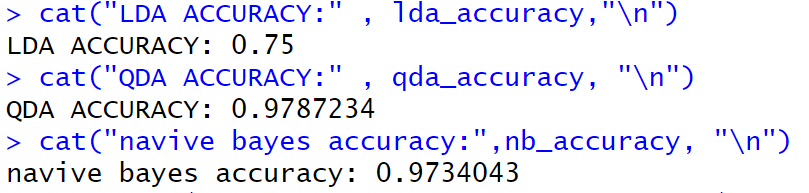 > cat("LDA ACCURACY:" , lda_accuracy,"\n")
LDA ACCURACY: 0.75
> cat("QDA ACCURACY:" , qda_accuracy, "\n")
QDA ACCURACY: 0.9787234
> cat("navive bayes accuracy:",nb_accuracy, "\n")
navive bayes accuracy: 0.9734043